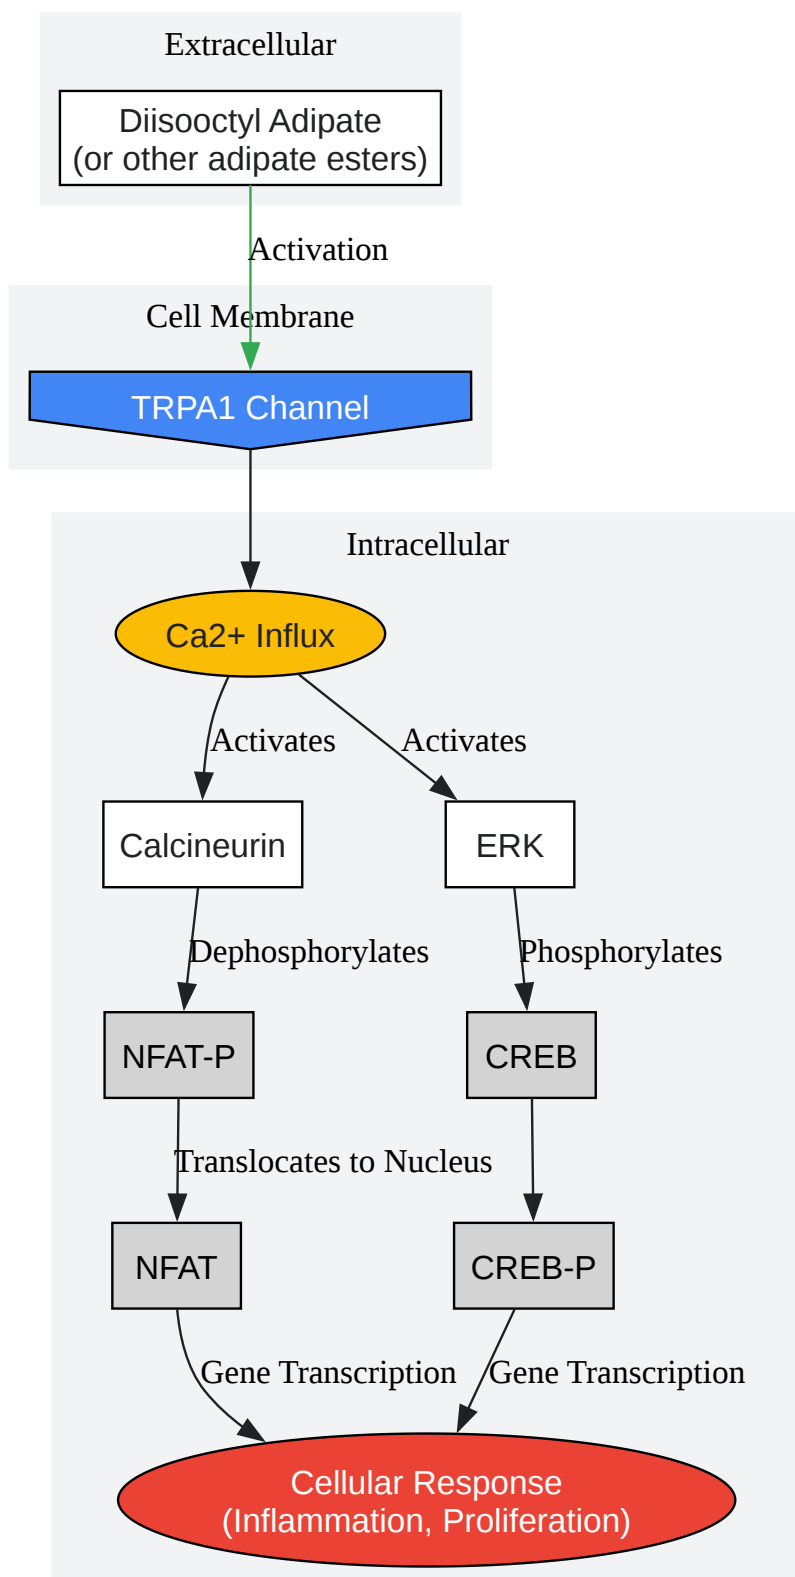 Extracellular
Diisooctyl Adipate
(or other adipate esters)
Activation
Cell Membrane
TRPA1 Channel
Intracellular
Ca2+ Influx
Activates
Activates
Calcineurin
ERK
Dephosphorylates
Phosphorylates
NFAT-P
CREB
Translocates to Nucleus
NFAT
CREB-P
Gene Transcription
Gene Transcription
Cellular Response
(Inflammation, Proliferation)